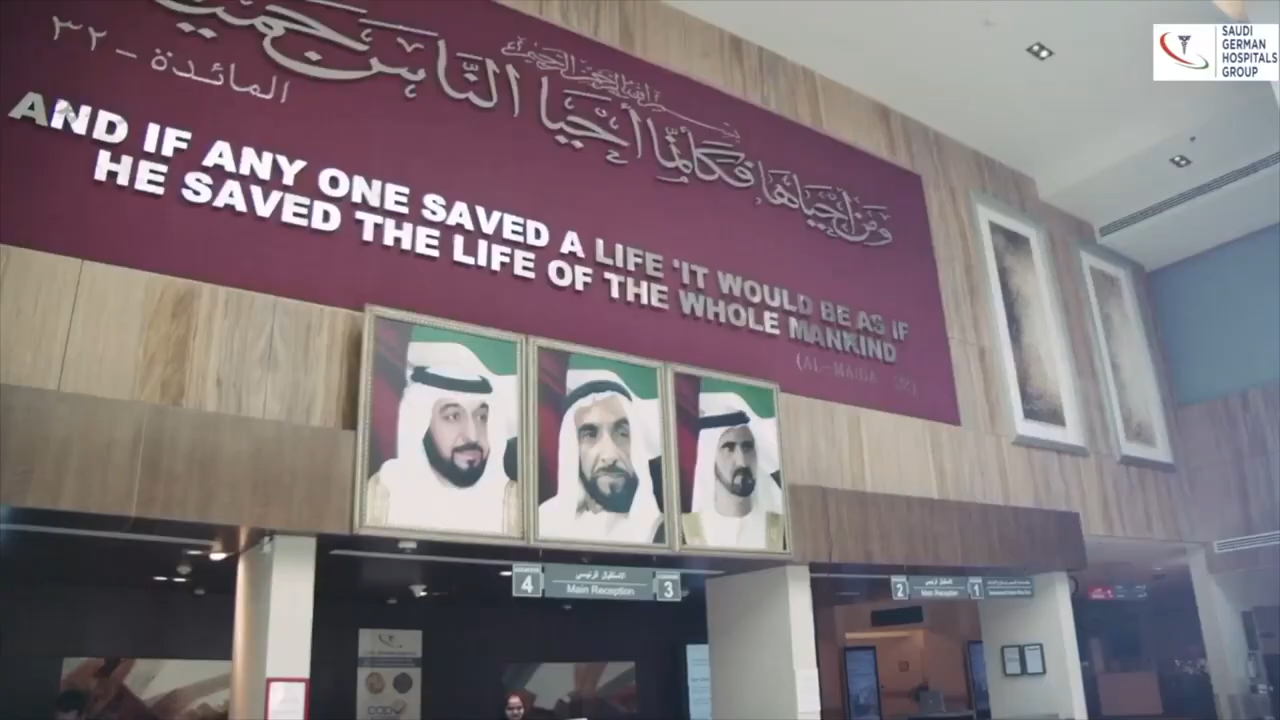 SAUDI
GERMAN
HOSPITALS
GROUP
ومن أحياها فكأنما أحيا الناس جميعا
المائدة - ٣٢
AND IF ANY ONE SAVED A LIFE 'IT WOULD BE AS IF
HE SAVED THE LIFE OF THE WHOLE MANKIND
(AL-MAIDA 32)
4
الاستقبال الرئيسي
Main Reception
3
2
الاستقبال الرئيسي
Main Reception
1